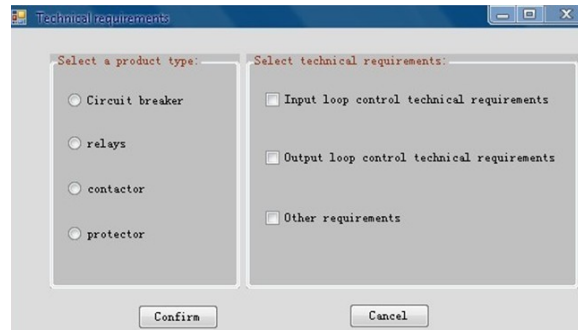 Technical requirements
Select a product type:
Circuit breaker
relays
contactor
protector
Select technical requirements:
Input loop control technical requirements
Output loop control technical requirements
Other requirements
Confirm
Cancel